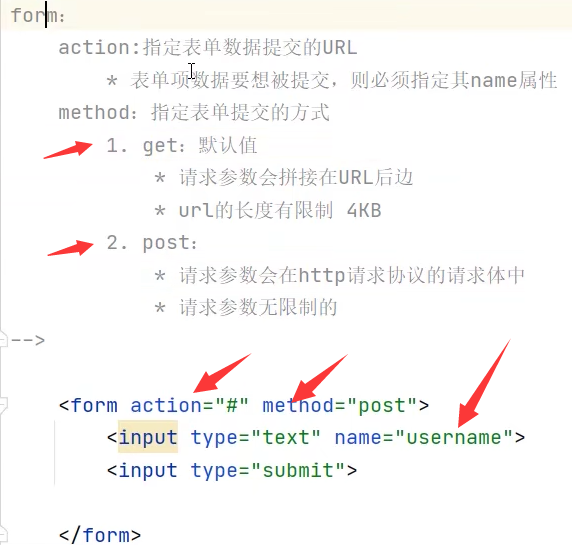 form：
action:指定表单数据提交的URL
* 表单项数据要想被提交，则必须指定其name属性
method：指定表单提交的方式
1. get：默认值
* 请求参数会拼接在URL后边
* url的长度有限制 4KB
2. post：
* 请求参数会在http请求协议的请求体中
* 请求参数无限制的
-->
<form action="#" method="post">
<input type="text" name="username">
<input type="submit">
</form>